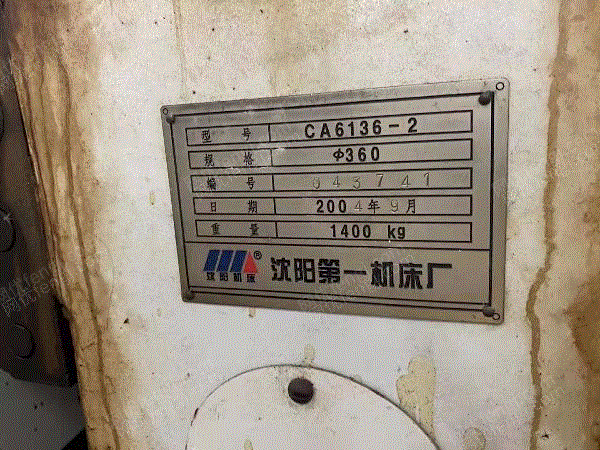 型 号 CA6136-2
规 格 Φ360
编 号 043741
日 期 2004年9月
重 量 1400 kg
沈阳机床 ® 沈阳第一机床厂